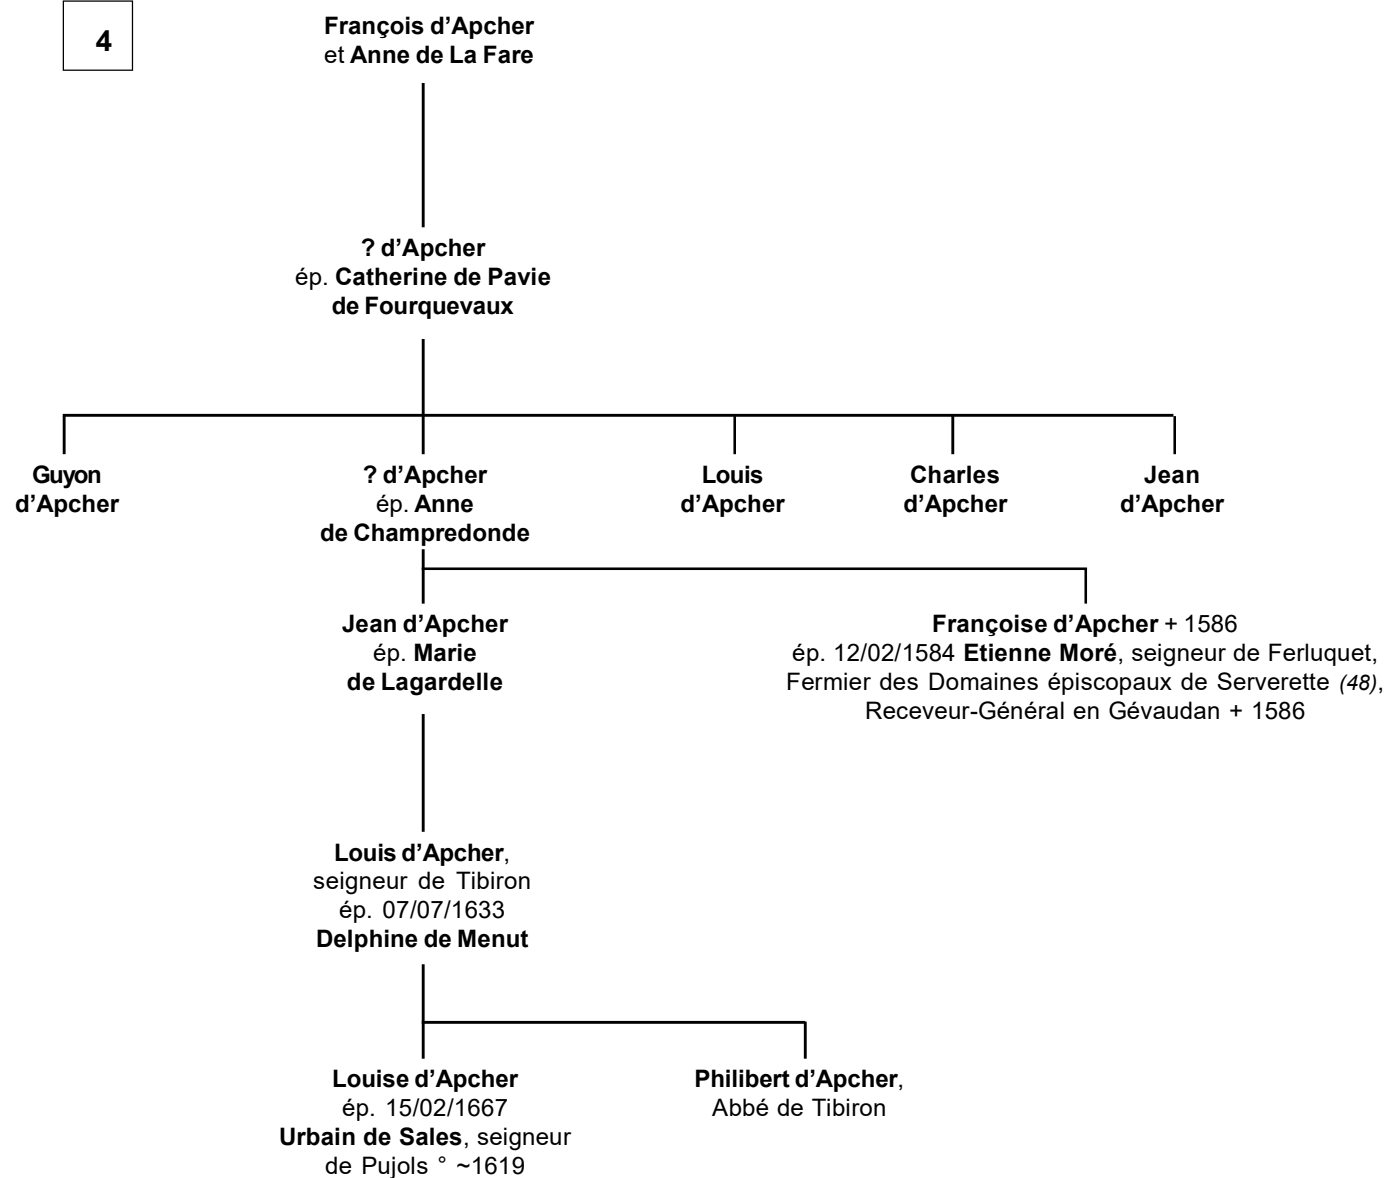 4
François d’Apcher
et Anne de La Fare
? d’Apcher
ép. Catherine de Pavie
de Fourquevaux
Guyon
d’Apcher
? d’Apcher
ép. Anne
de Champredonde
Louis
d’Apcher
Charles
d’Apcher
Jean
d’Apcher
Jean d’Apcher
ép. Marie
de Lagardelle
Françoise d’Apcher + 1586
ép. 12/02/1584 Etienne Moré, seigneur de Ferluquet,
Fermier des Domaines épiscopaux de Serverette (48),
Receveur-Général en Gévaudan + 1586
Louis d’Apcher,
seigneur de Tibiron
ép. 07/07/1633
Delphine de Menut
Louise d’Apcher
ép. 15/02/1667
Urbain de Sales, seigneur
de Pujols ° ~1619
Philibert d’Apcher,
Abbé de Tibiron